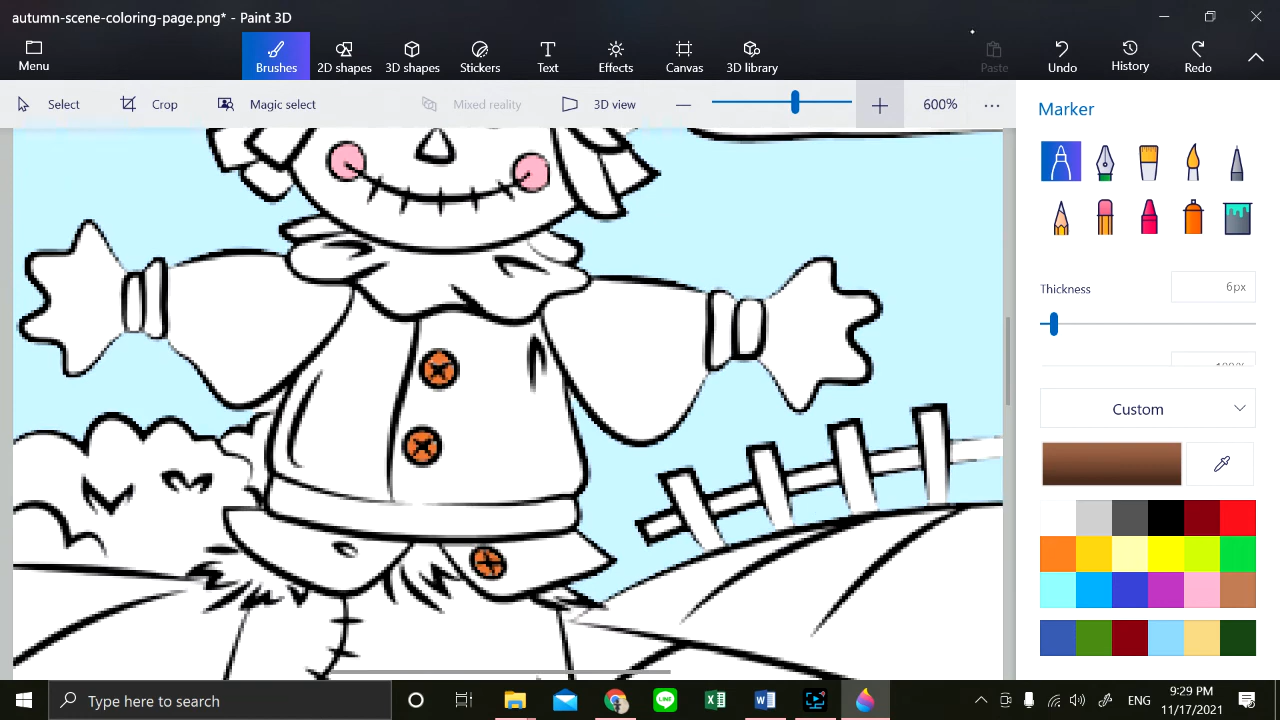 autumn-scene-coloring-page.png* - Paint 3D
Menu
Brushes
2D shapes
3D shapes
Stickers
Text
Effects
Canvas
3D library
Paste
Undo
History
Redo
Select
Crop
Magic select
Mixed reality
3D view
600%
Marker
Thickness
6px
Custom
Type here to search
LINE
ENG
9:29 PM
11/17/2021